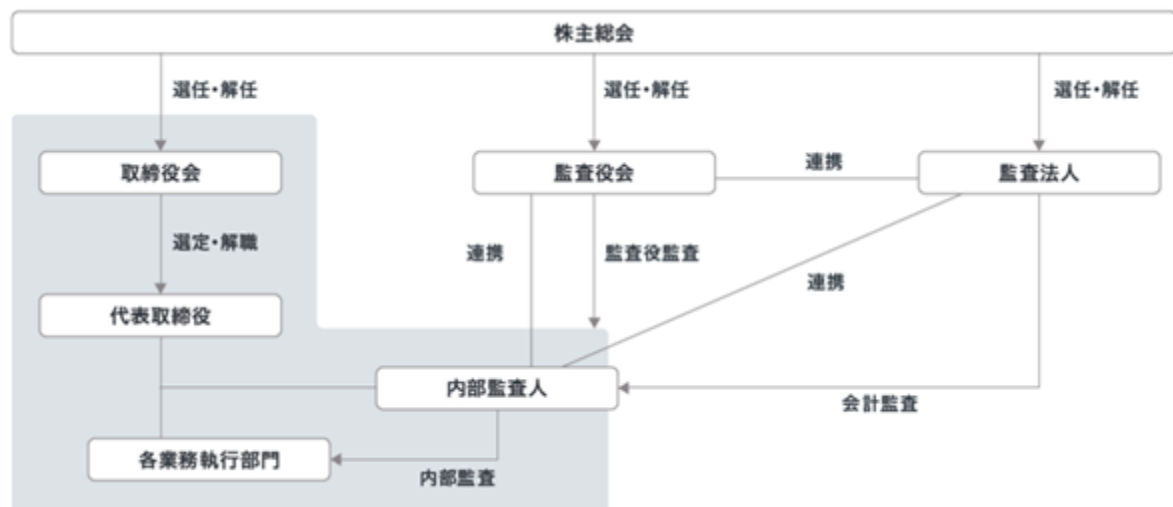 株主総会
選任・解任
選任・解任
選任・解任
取締役会
監査役会
連携
監査法人
選定・解職
連携
監査役監査
連携
代表取締役
内部監査人
会計監査
各業務執行部門
内部監査